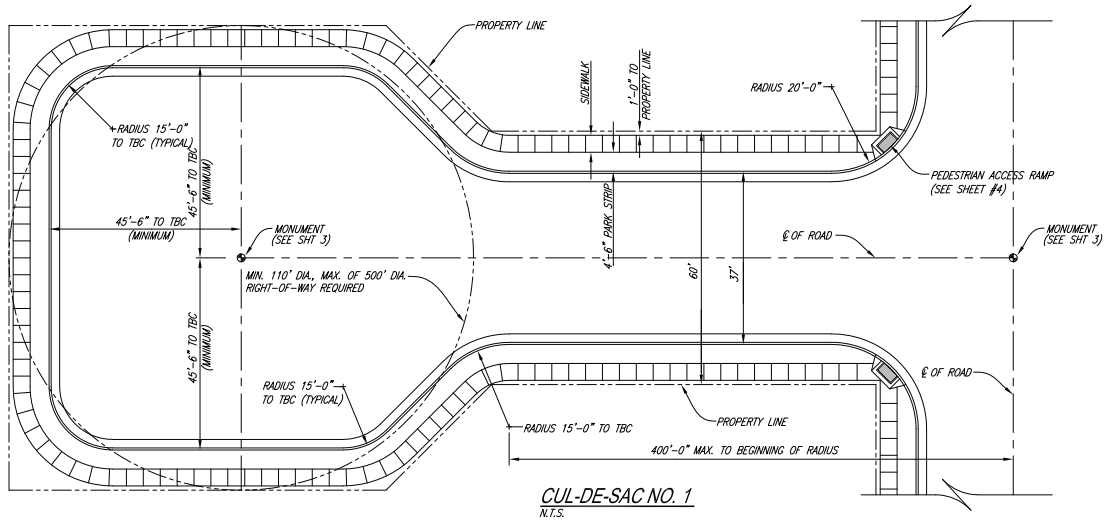 PROPERTY LINE
SIDEWALK
1'-0" TO
PROPERTY LINE
RADIUS 20'-0"
RADIUS 15'-0"
TO TBC (TYPICAL)
45'-6" TO TBC
(MINIMUM)
45'-6" TO TBC
(MINIMUM)
MONUMENT
(SEE SHT 3)
MIN. 110' DIA., MAX. OF 500' DIA.
RIGHT-OF-WAY REQUIRED
4'-6" PARK STRIP
60'
37'
PEDESTRIAN ACCESS RAMP
(SEE SHEET #4)
℄ OF ROAD
MONUMENT
(SEE SHT 3)
45'-6" TO TBC
(MINIMUM)
RADIUS 15'-0"
TO TBC (TYPICAL)
℄ OF ROAD
RADIUS 15'-0" TO TBC
PROPERTY LINE
400'-0" MAX. TO BEGINNING OF RADIUS
CUL-DE-SAC NO. 1
N.T.S.